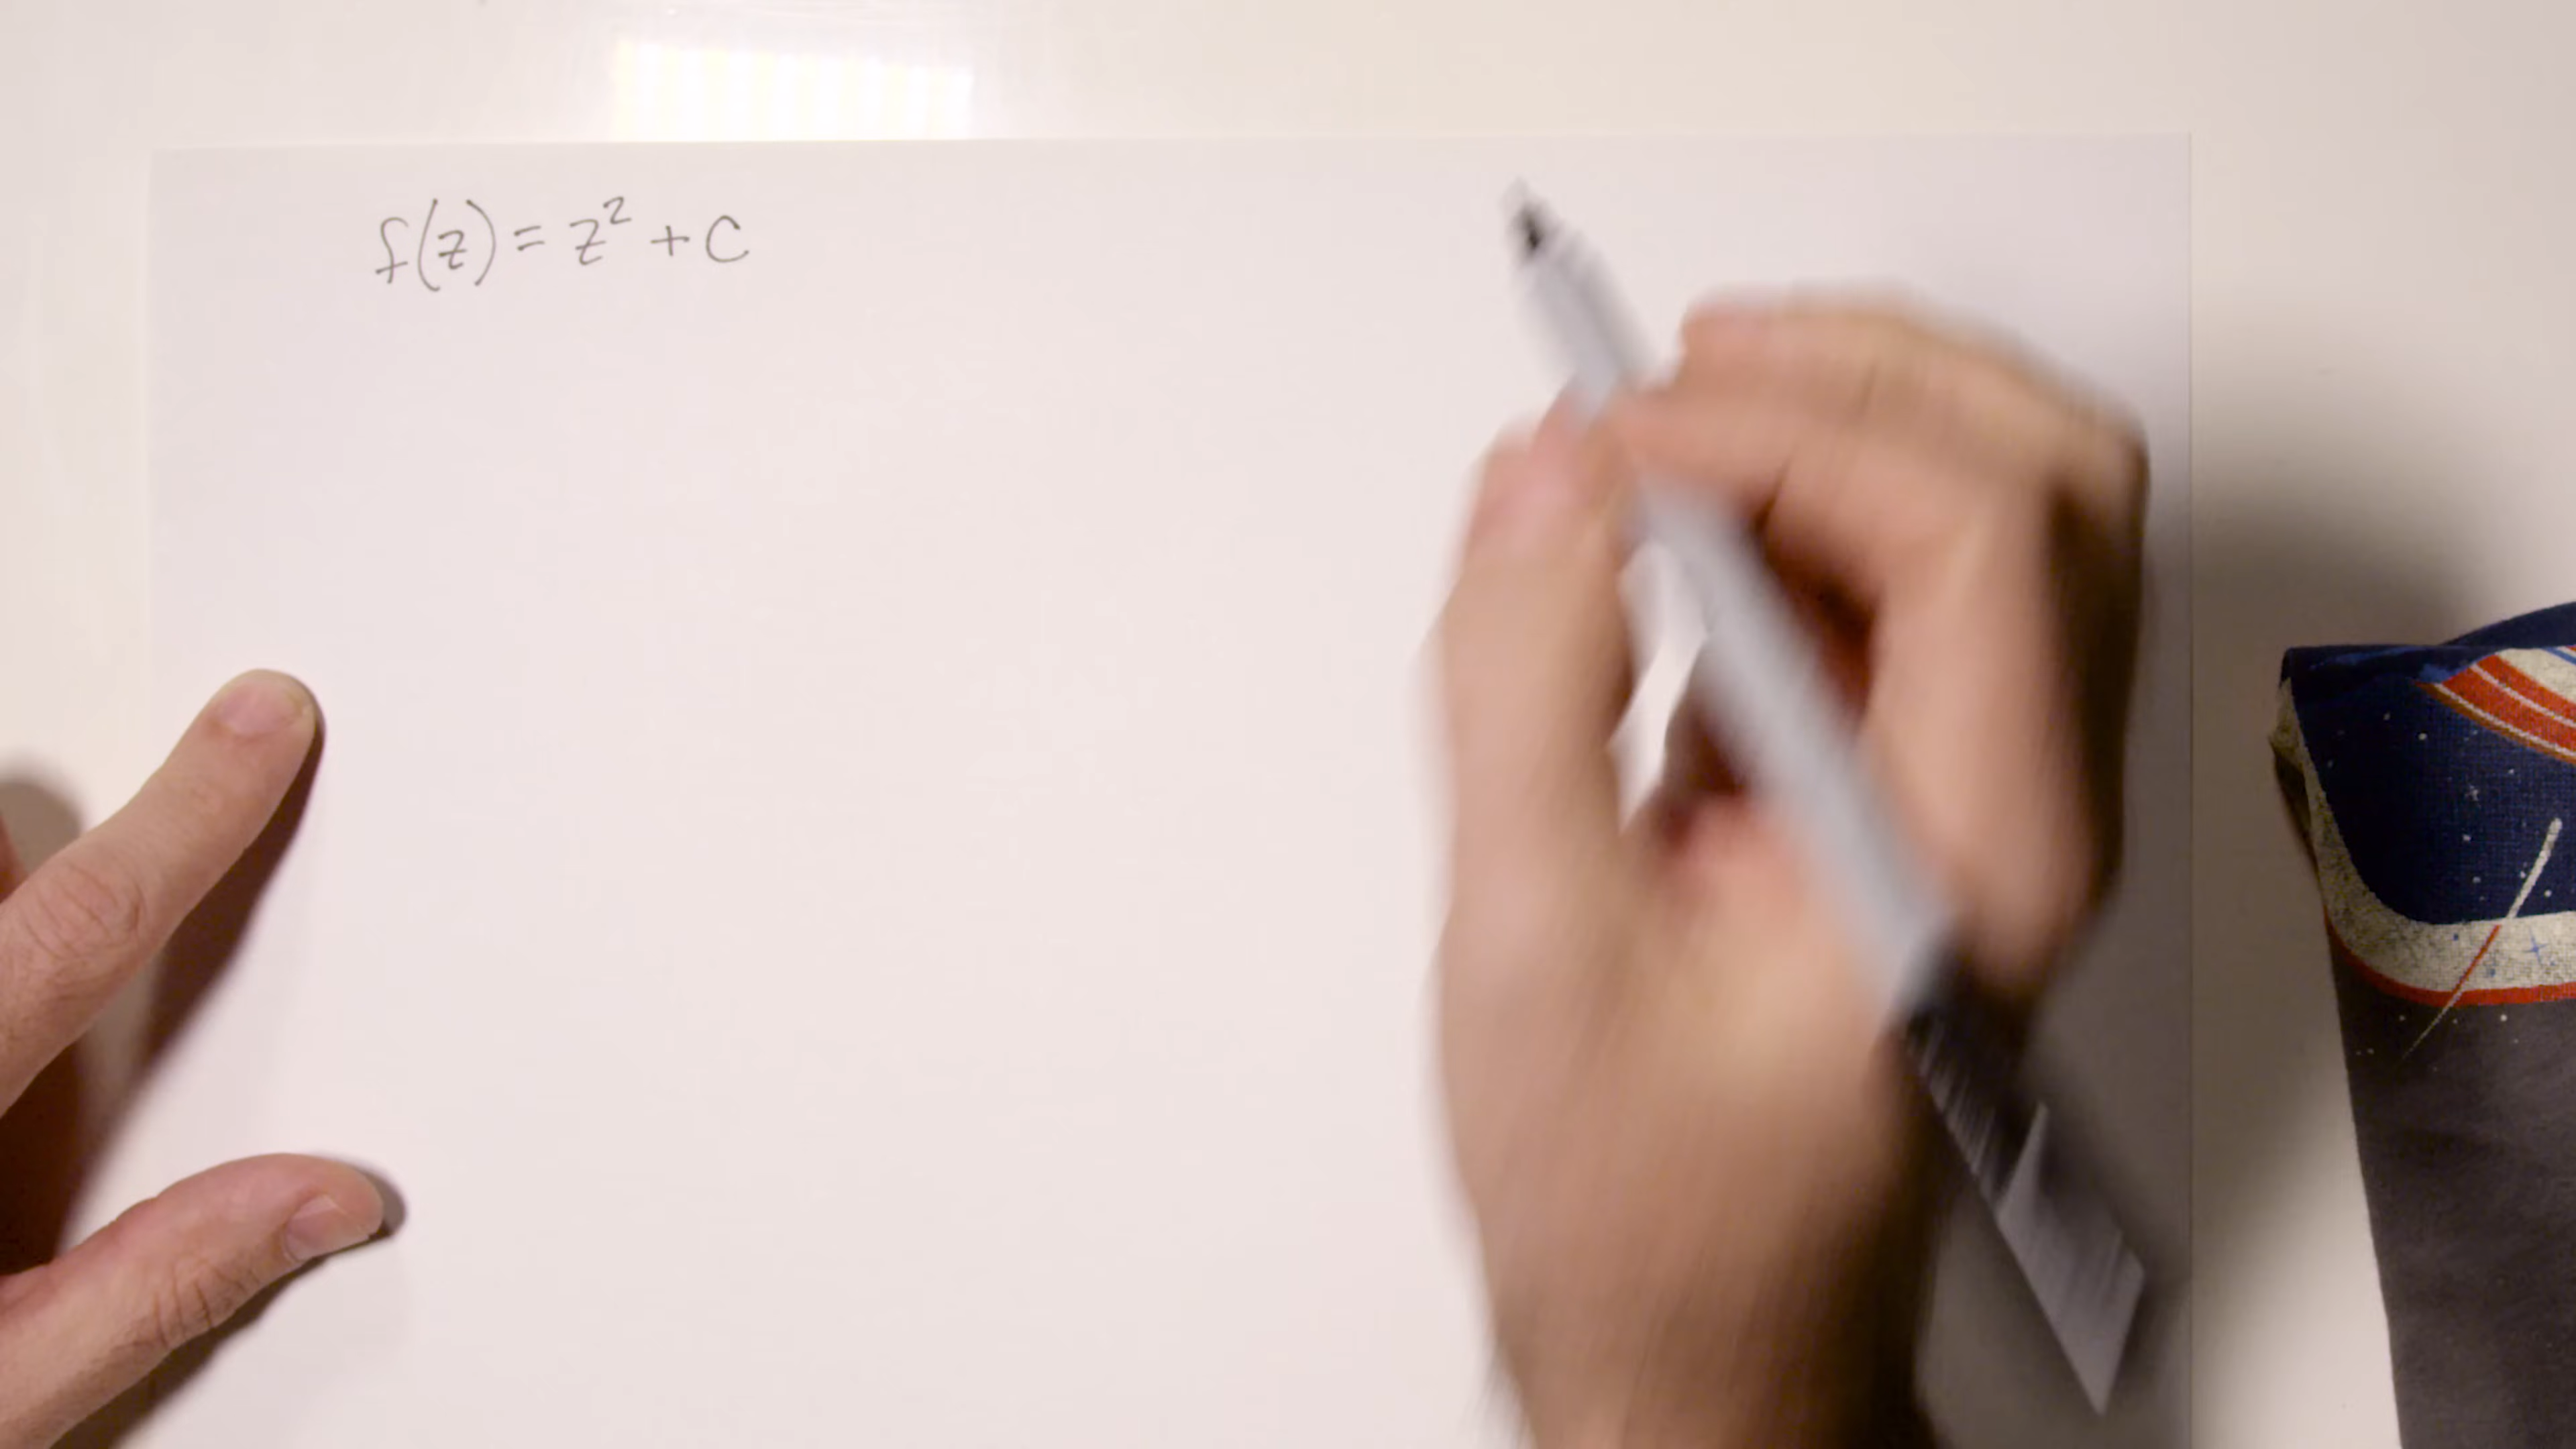 f(z) = z² + c